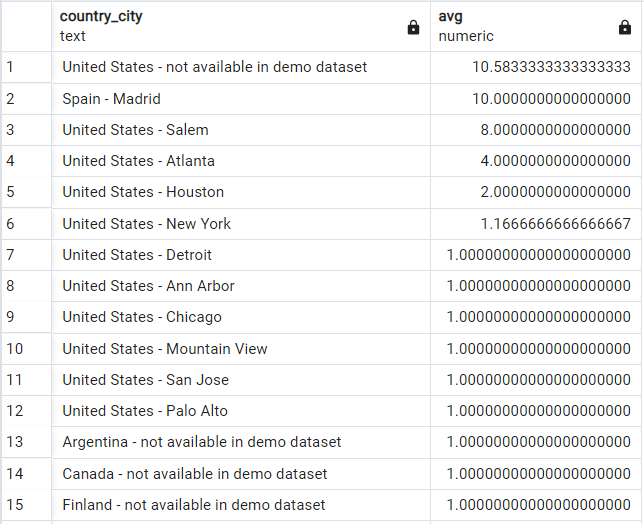 country_city avg
text numeric
1 United States - not available in demo dataset 10.5833333333333333
2 Spain - Madrid 10.0000000000000000
3 United States - Salem 8.0000000000000000
4 United States - Atlanta 4.0000000000000000
5 United States - Houston 2.0000000000000000
6 United States - New York 1.1666666666666667
7 United States - Detroit 1.00000000000000000000
8 United States - Ann Arbor 1.00000000000000000000
9 United States - Chicago 1.00000000000000000000
10 United States - Mountain View 1.00000000000000000000
11 United States - San Jose 1.00000000000000000000
12 United States - Palo Alto 1.00000000000000000000
13 Argentina - not available in demo dataset 1.00000000000000000000
14 Canada - not available in demo dataset 1.00000000000000000000
15 Finland - not available in demo dataset 1.00000000000000000000